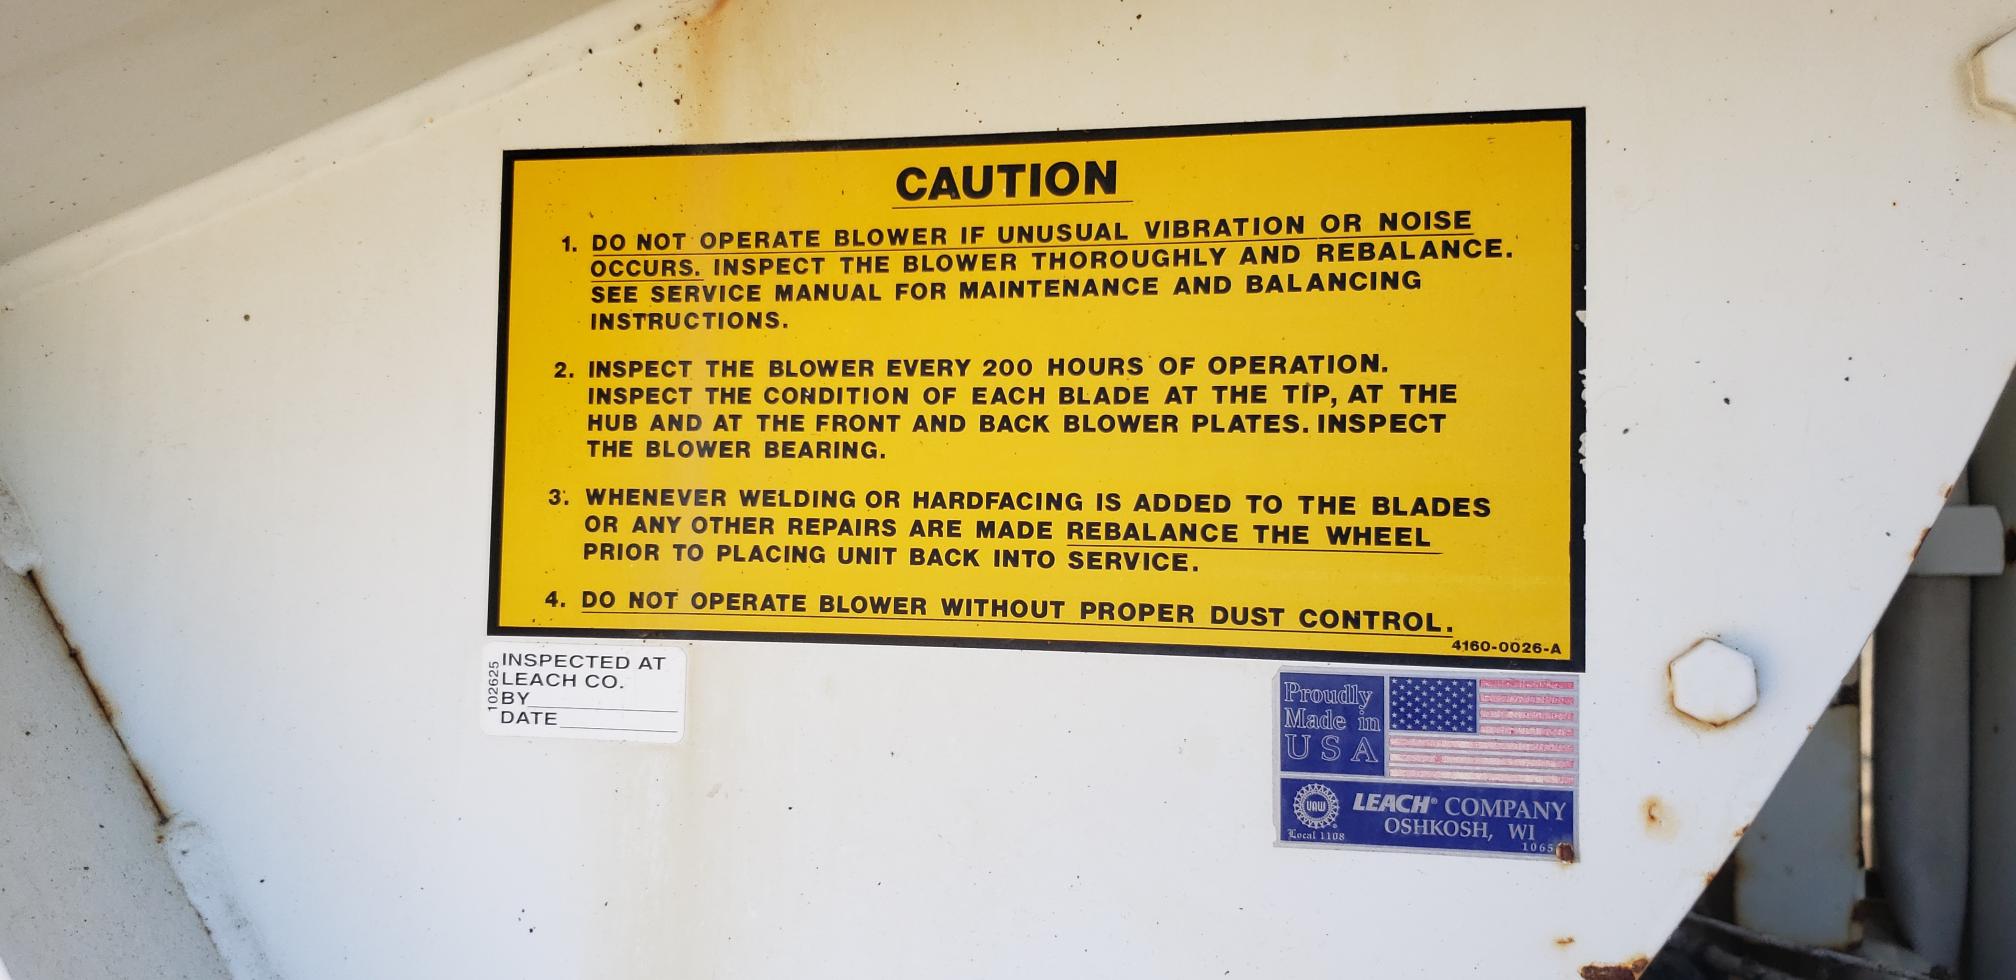 CAUTION
1. DO NOT OPERATE BLOWER IF UNUSUAL VIBRATION OR NOISE
OCCURS. INSPECT THE BLOWER THOROUGHLY AND REBALANCE.
SEE SERVICE MANUAL FOR MAINTENANCE AND BALANCING
INSTRUCTIONS.
2. INSPECT THE BLOWER EVERY 200 HOURS OF OPERATION.
INSPECT THE CONDITION OF EACH BLADE AT THE TIP, AT THE
HUB AND AT THE FRONT AND BACK BLOWER PLATES. INSPECT
THE BLOWER BEARING.
3. WHENEVER WELDING OR HARDFACING IS ADDED TO THE BLADES
OR ANY OTHER REPAIRS ARE MADE REBALANCE THE WHEEL
PRIOR TO PLACING UNIT BACK INTO SERVICE.
4. DO NOT OPERATE BLOWER WITHOUT PROPER DUST CONTROL.
4160-0026-A
102625
INSPECTED AT
LEACH CO.
BY
DATE
Proudly
Made in
USA
UAW
Local 1108
LEACH® COMPANY
OSHKOSH, WI